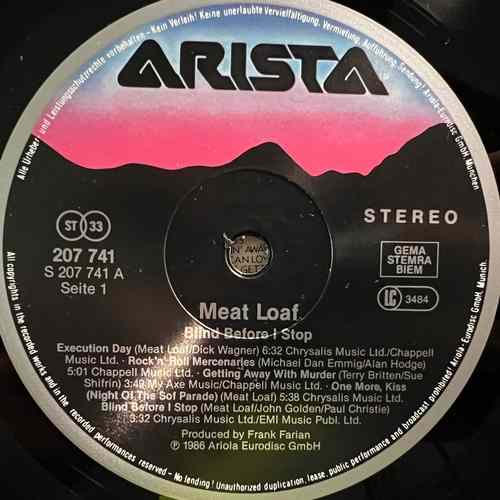 Alle Urheber- und Leistungsschutzrechte vorbehalten – Kein Verleih! Keine unerlaubte Vervielfältigung, Vermietung, Aufführung, Sendung! Ariola-Eurodisc GmbH, München
ARISTA
ST 33
STEREO
207 741
S 207 741 A
Seite 1
GEMA
STEMRA
BIEM
LC 3484
Meat Loaf
Blind Before I Stop
Execution Day (Meat Loaf/Dick Wagner) 6:32 Chrysalis Music Ltd./Chappell
Music Ltd. · Rock'n' Roll Mercenaries (Michael Dan Emmig/Alan Hodge)
5:01 Chappell Music Ltd. · Getting Away With Murder (Terry Britten/Sue
Shifrin) 3:49 My Axe Music/Chappell Music Ltd. · One More, Kiss
(Night Of The Sof Parade) (Meat Loaf) 5:38 Chrysalis Music Ltd.
Blind Before I Stop (Meat Loaf/John Golden/Paul Christie)
3:32 Chrysalis Music Ltd./EMI Music Publ. Ltd.
Produced by Frank Farian
℗ 1986 Ariola Eurodisc GmbH
All copyrights in the recorded works and in the recorded performances reserved – No lending! Unauthorized duplication, lease, public performance and broadcast prohibited! Ariola-Eurodisc GmbH, Munich.